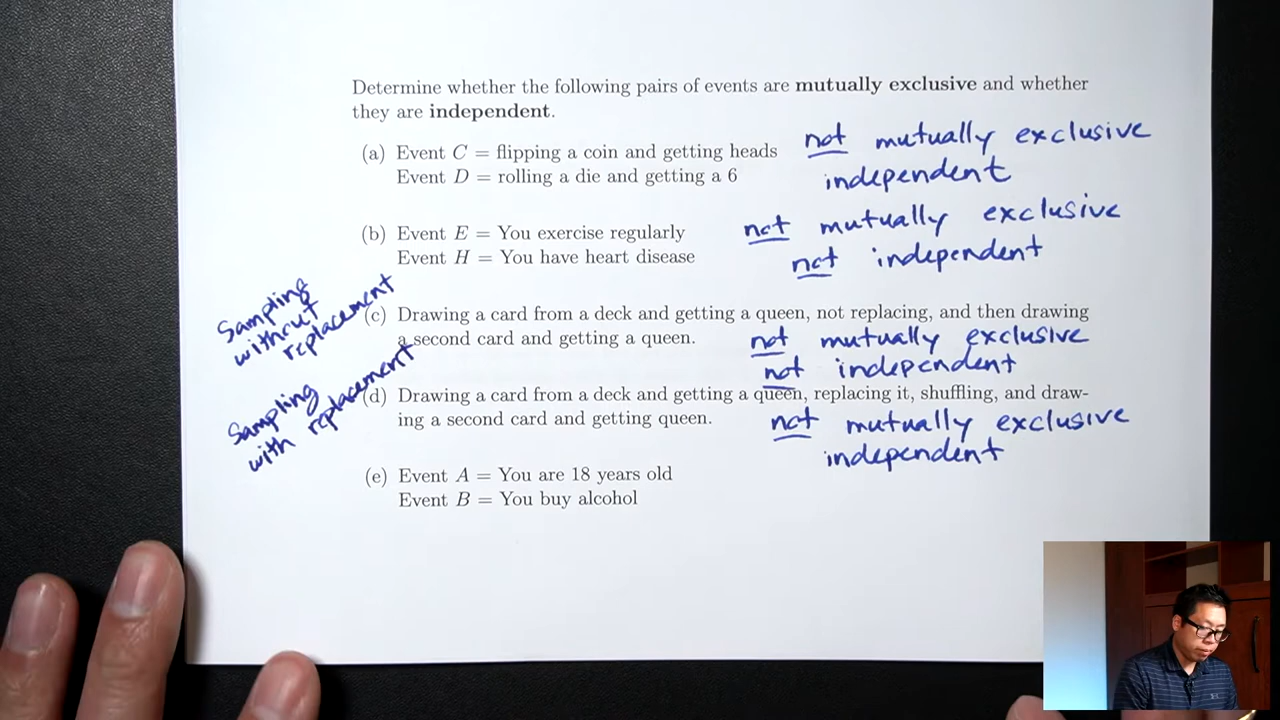 Determine whether the following pairs of events are mutually exclusive and whether
they are independent.
(a) Event C = flipping a coin and getting heads
Event D = rolling a die and getting a 6
not mutually exclusive
independent
(b) Event E = You exercise regularly
Event H = You have heart disease
not mutually exclusive
not independent
Sampling
without
replacement
(c) Drawing a card from a deck and getting a queen, not replacing, and then drawing
a second card and getting a queen.
not mutually exclusive
not independent
Sampling
with replacement
(d) Drawing a card from a deck and getting a queen, replacing it, shuffling, and draw-
ing a second card and getting queen.
not mutually exclusive
independent
(e) Event A = You are 18 years old
Event B = You buy alcohol